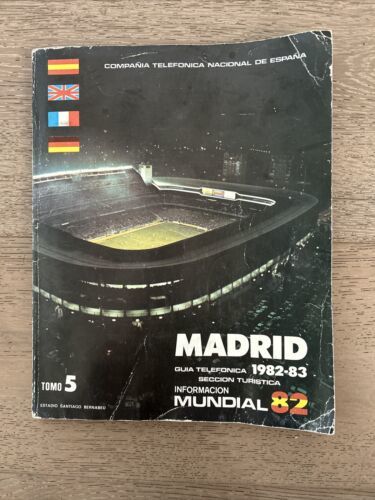 COMPAÑIA TELEFONICA NACIONAL DE ESPAÑA
MADRID
GUIA TELEFONICA 1982-83
SECCION TURISTICA
INFORMACION
MUNDIAL 82
TOMO 5
ESTADIO SANTIAGO BERNABEU